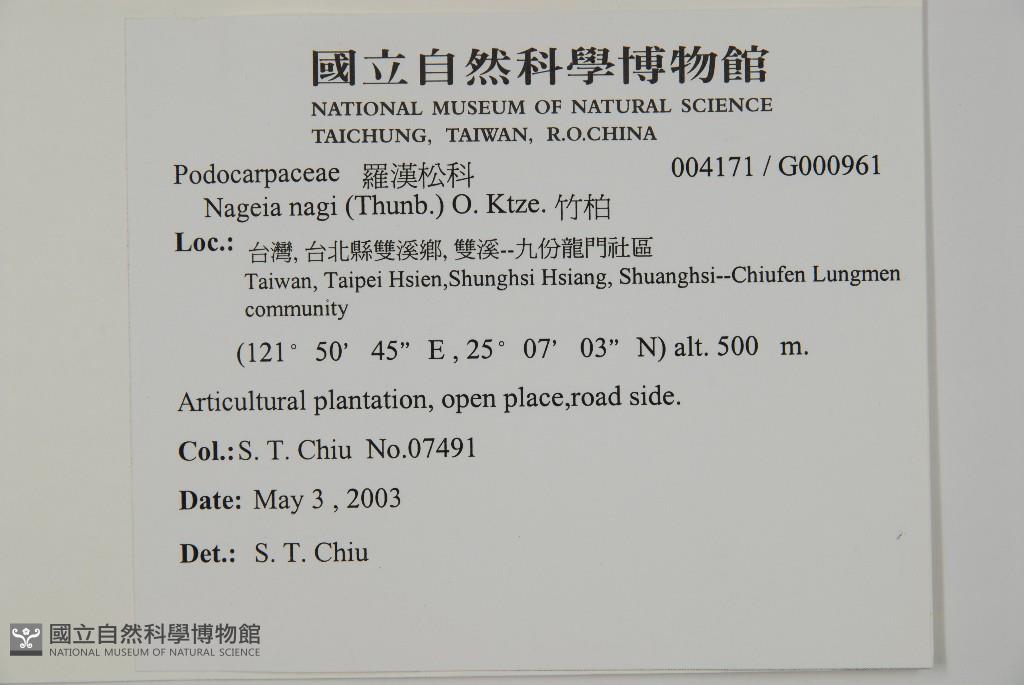 國立自然科學博物館
NATIONAL MUSEUM OF NATURAL SCIENCE
TAICHUNG, TAIWAN, R.O.CHINA
Podocarpaceae 羅漢松科 004171 / G000961
Nageia nagi (Thunb.) O. Ktze. 竹柏
Loc.: 台灣, 台北縣雙溪鄉, 雙溪--九份龍門社區
Taiwan, Taipei Hsien,Shunghsi Hsiang, Shuanghsi--Chiufen Lungmen
community
(121° 50’ 45” E , 25° 07’ 03” N) alt. 500 m.
Articultural plantation, open place,road side.
Col.: S. T. Chiu No.07491
Date: May 3 , 2003
Det.: S. T. Chiu
國立自然科學博物館
NATIONAL MUSEUM OF NATURAL SCIENCE